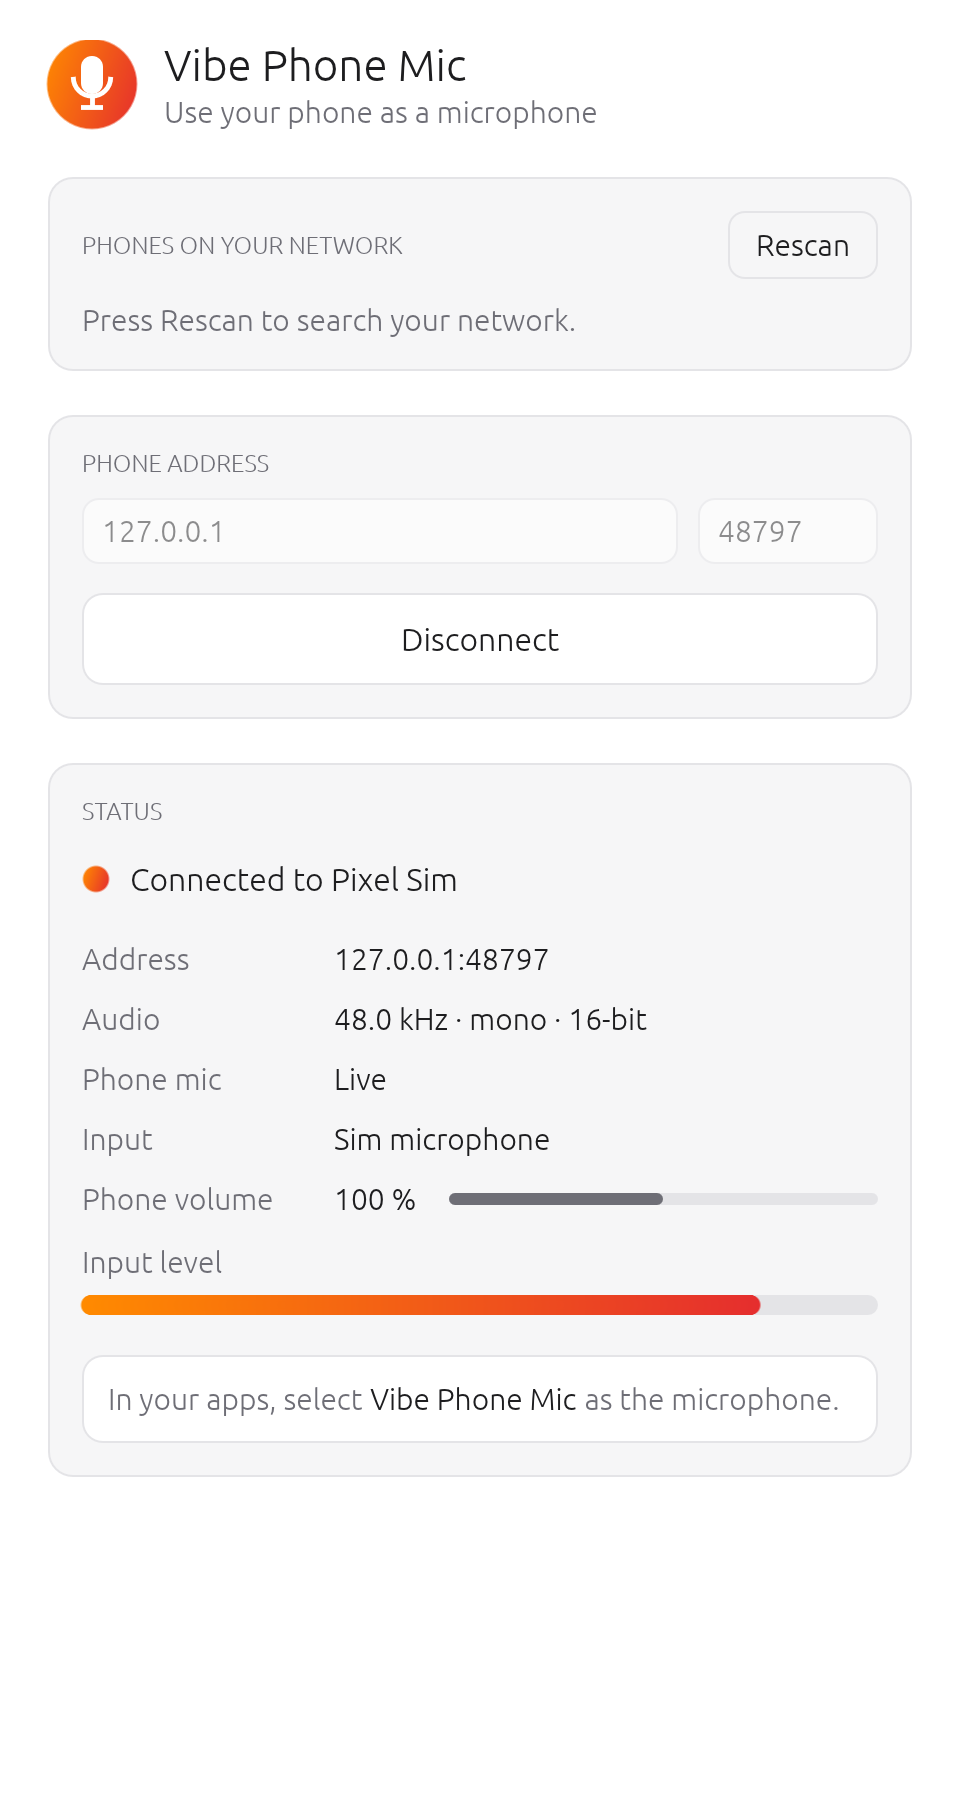 Vibe Phone Mic
Use your phone as a microphone
PHONES ON YOUR NETWORK
Rescan
Press Rescan to search your network.
PHONE ADDRESS
127.0.0.1
48797
Disconnect
STATUS
Connected to Pixel Sim
Address 127.0.0.1:48797
Audio 48.0 kHz · mono · 16-bit
Phone mic Live
Input Sim microphone
Phone volume 100 %
Input level
In your apps, select Vibe Phone Mic as the microphone.